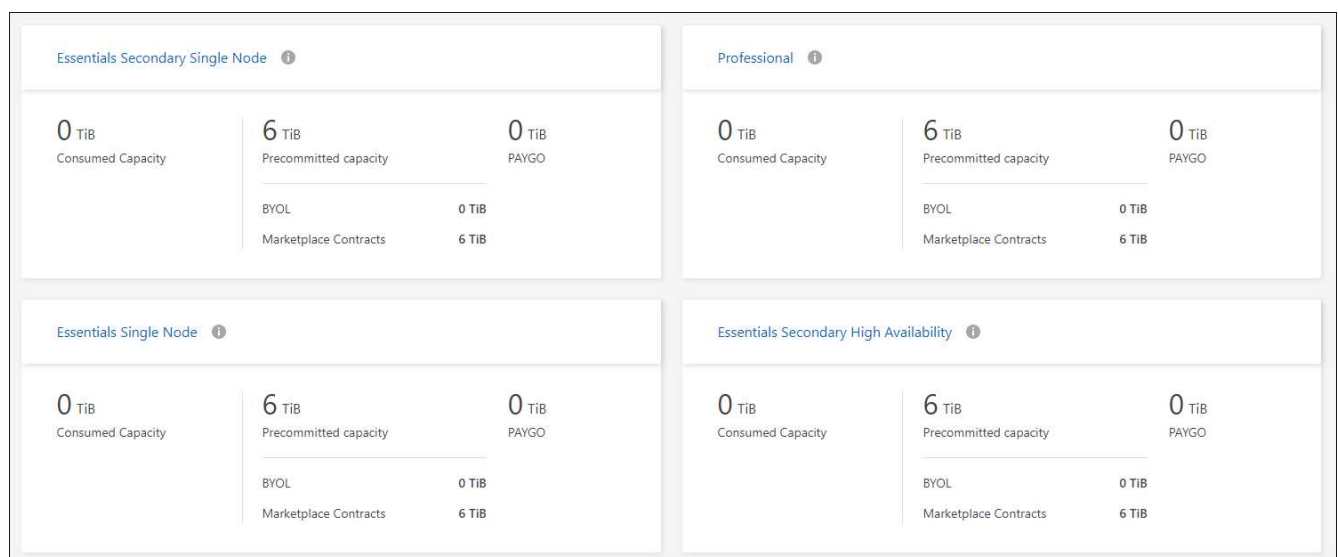 Essentials Secondary Single Node
0 TiB
Consumed Capacity
6 TiB
Precommitted capacity
BYOL 0 TiB
Marketplace Contracts 6 TiB
0 TiB
PAYGO
Professional
0 TiB
Consumed Capacity
6 TiB
Precommitted capacity
BYOL 0 TiB
Marketplace Contracts 6 TiB
0 TiB
PAYGO
Essentials Single Node
0 TiB
Consumed Capacity
6 TiB
Precommitted capacity
BYOL 0 TiB
Marketplace Contracts 6 TiB
0 TiB
PAYGO
Essentials Secondary High Availability
0 TiB
Consumed Capacity
6 TiB
Precommitted capacity
BYOL 0 TiB
Marketplace Contracts 6 TiB
0 TiB
PAYGO